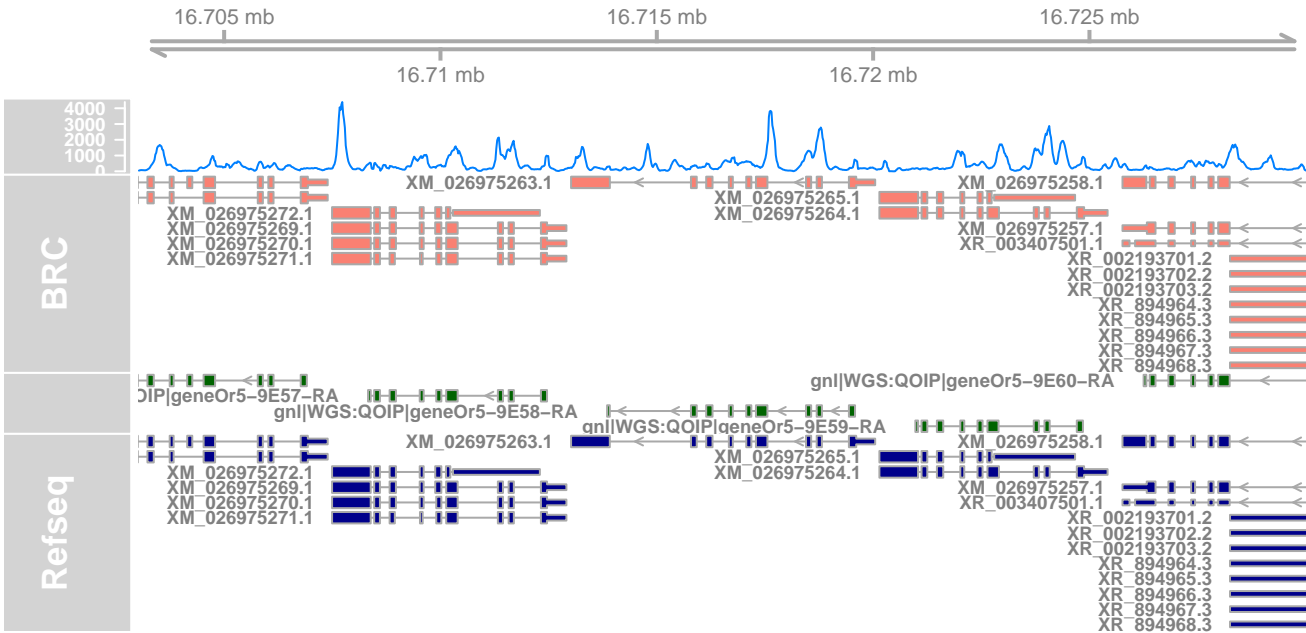 16.705 mb
16.715 mb
16.725 mb
16.71 mb
16.72 mb
4000
3000
2000
1000
0
BRC
XM_026975263.1
XM_026975258.1
XM_026975265.1
XM_026975272.1
XM_026975264.1
XM_026975269.1
XM_026975257.1
XM_026975270.1
XR_003407501.1
XM_026975271.1
XR_002193701.2
XR_002193702.2
XR_002193703.2
XR_894964.3
XR_894965.3
XR_894966.3
XR_894967.3
XR_894968.3
gnl|WGS:QOIP|geneOr5−9E60−RA
OIP|geneOr5−9E57−RA
gnl|WGS:QOIP|geneOr5−9E58−RA
gnl|WGS:QOIP|geneOr5−9E59−RA
Refseq
XM_026975263.1
XM_026975258.1
XM_026975265.1
XM_026975272.1
XM_026975264.1
XM_026975269.1
XM_026975257.1
XM_026975270.1
XR_003407501.1
XM_026975271.1
XR_002193701.2
XR_002193702.2
XR_002193703.2
XR_894964.3
XR_894965.3
XR_894966.3
XR_894967.3
XR_894968.3